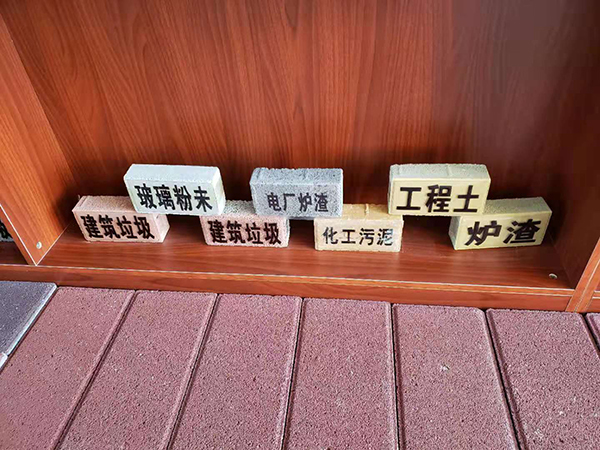 玻璃粉未
电厂炉渣
工程土
建筑垃圾
建筑垃圾
化工污泥
炉渣